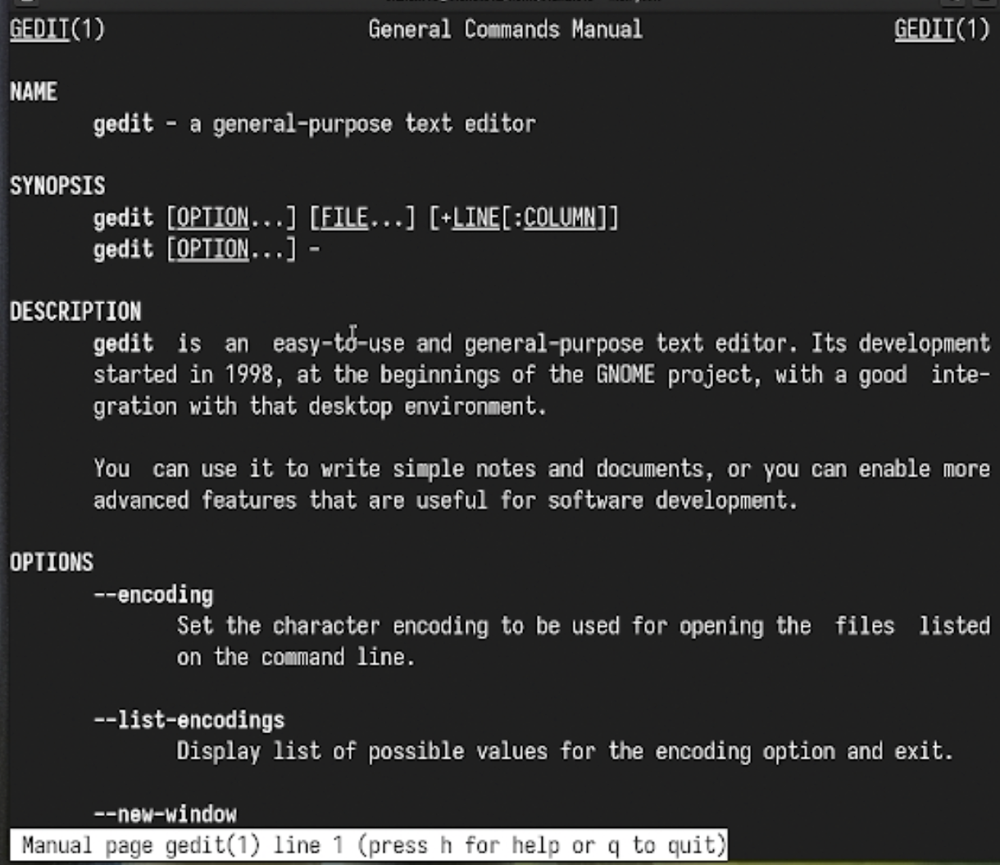 GEDIT(1) General Commands Manual GEDIT(1)
NAME
gedit - a general-purpose text editor
SYNOPSIS
gedit [OPTION...] [FILE...] [+LINE[:COLUMN]]
gedit [OPTION...] -
DESCRIPTION
gedit is an easy-to-use and general-purpose text editor. Its development
started in 1998, at the beginnings of the GNOME project, with a good inte-
gration with that desktop environment.
You can use it to write simple notes and documents, or you can enable more
advanced features that are useful for software development.
OPTIONS
--encoding
Set the character encoding to be used for opening the files listed
on the command line.
--list-encodings
Display list of possible values for the encoding option and exit.
--new-window
Manual page gedit(1) line 1 (press h for help or q to quit)